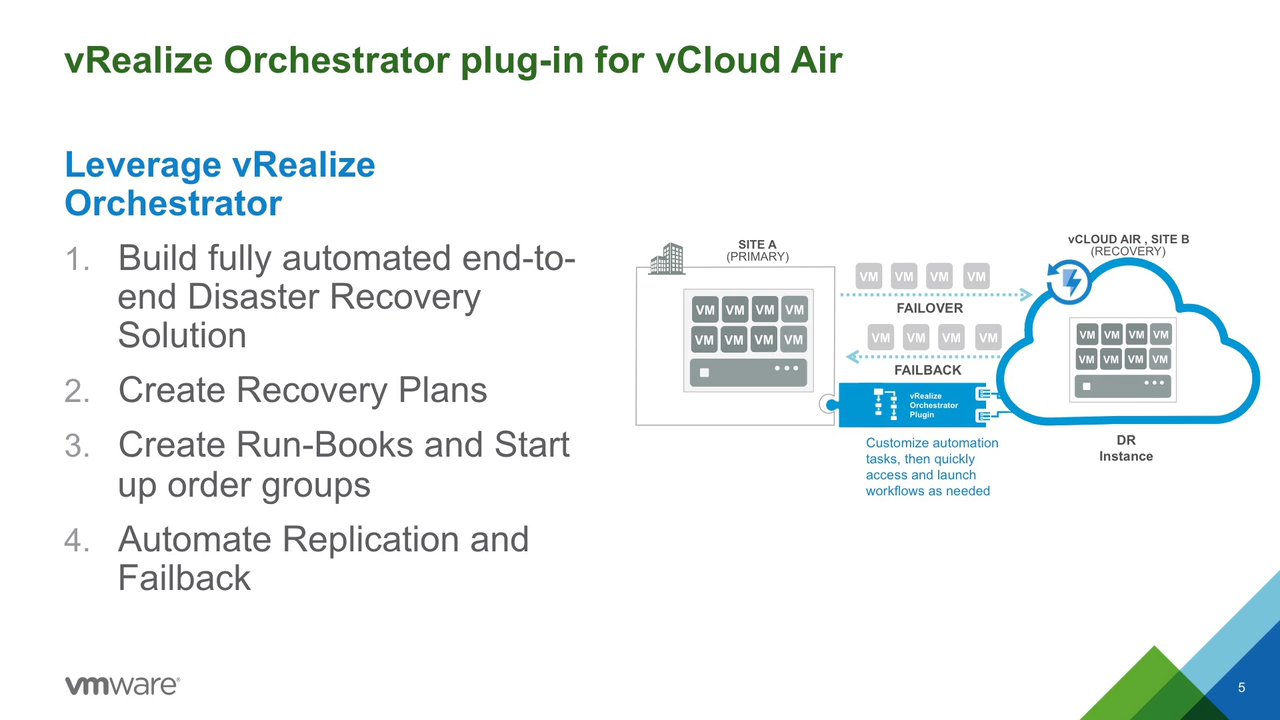 vRealize Orchestrator plug-in for vCloud Air
Leverage vRealize
Orchestrator
1. Build fully automated end-to-
end Disaster Recovery
Solution
2. Create Recovery Plans
3. Create Run-Books and Start
up order groups
4. Automate Replication and
Failback
SITE A
(PRIMARY)
VM VM VM VM
VM VM VM VM
VM VM VM VM
FAILOVER
VM VM VM VM
FAILBACK
vRealize
Orchestrator
Plugin
Customize automation
tasks, then quickly
access and launch
workflows as needed
vCLOUD AIR , SITE B
(RECOVERY)
VM VM VM VM
VM VM VM VM
DR
Instance
vmware®
5